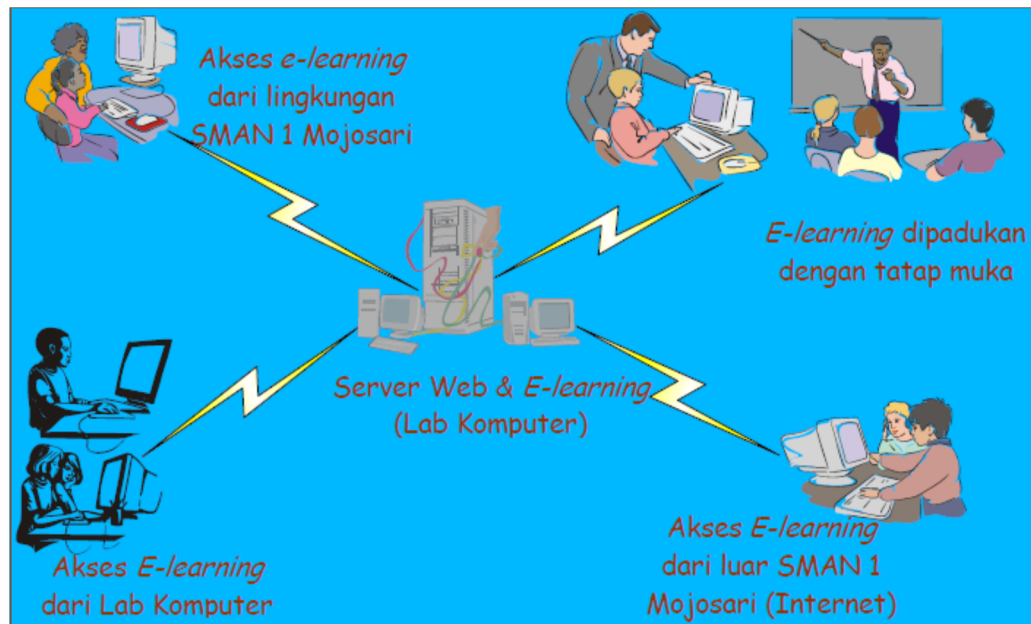 Akses e-learning
dari lingkungan
SMAN 1 Mojosari
E-learning dipadukan
dengan tatap muka
Server Web & E-learning
(Lab Komputer)
Akses E-learning
dari Lab Komputer
Akses E-learning
dari luar SMAN 1
Mojosari (Internet)